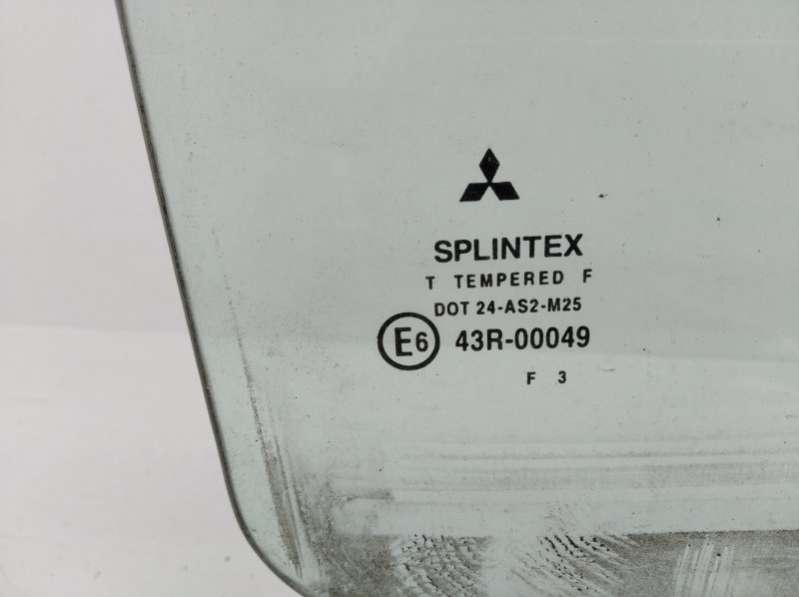 SPLINTEX
T TEMPERED F
DOT 24-AS2-M25
E6 43R-00049
F 3